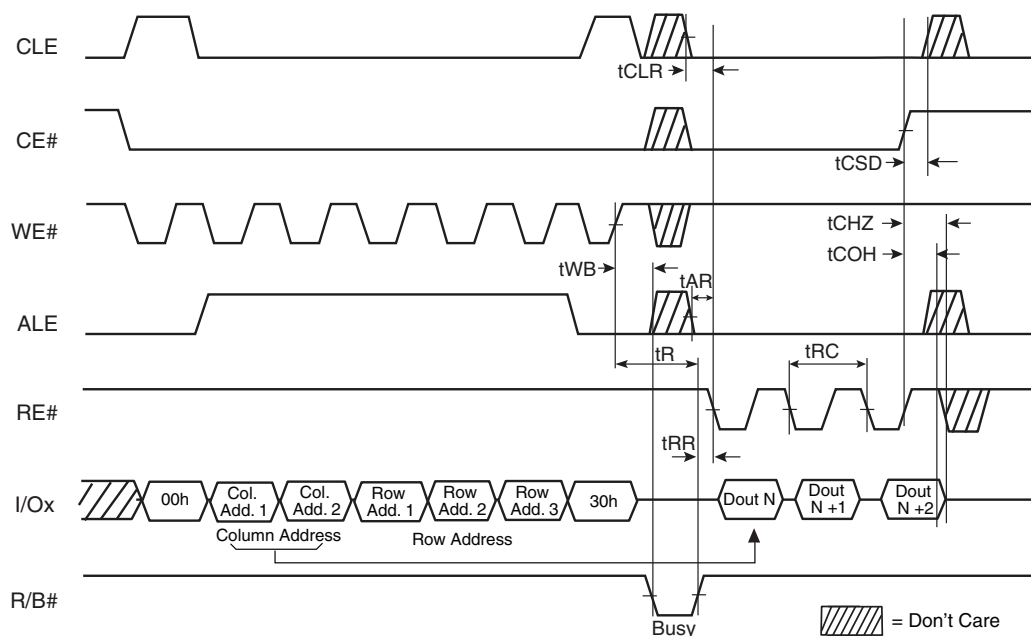 CLE
tCLR
CE#
tCSD
WE#
tCHZ
tCOH
tWB
tAR
ALE
tR
tRC
RE#
tRR
I/Ox
00h
Col.
Add. 1
Col.
Add. 2
Row
Add. 1
Row
Add. 2
Row
Add. 3
30h
Dout N
Dout
N +1
Dout
N +2
Column Address
Row Address
R/B#
Busy
= Don't Care